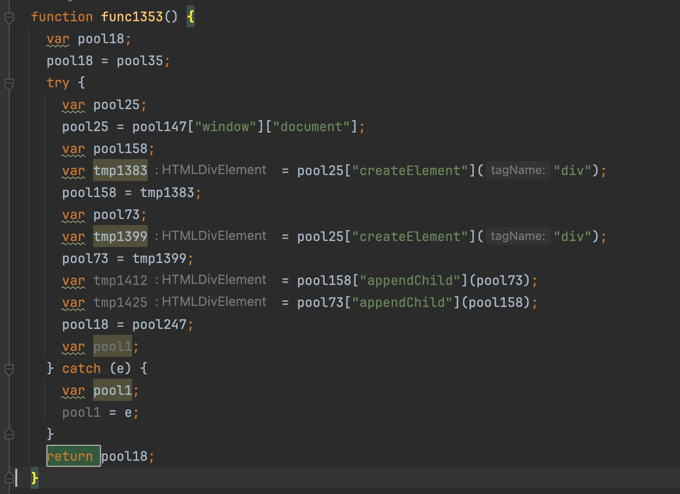 function func1353() {
var pool18;
pool18 = pool35;
try {
var pool25;
pool25 = pool147["window"]["document"];
var pool158;
var tmp1383 : HTMLDivElement = pool25["createElement"]( tagName: "div");
pool158 = tmp1383;
var pool73;
var tmp1399 : HTMLDivElement = pool25["createElement"]( tagName: "div");
pool73 = tmp1399;
var tmp1412 : HTMLDivElement = pool158["appendChild"](pool73);
var tmp1425 : HTMLDivElement = pool73["appendChild"](pool158);
pool18 = pool247;
var pool1;
} catch (e) {
var pool1;
pool1 = e;
}
return pool18;
}